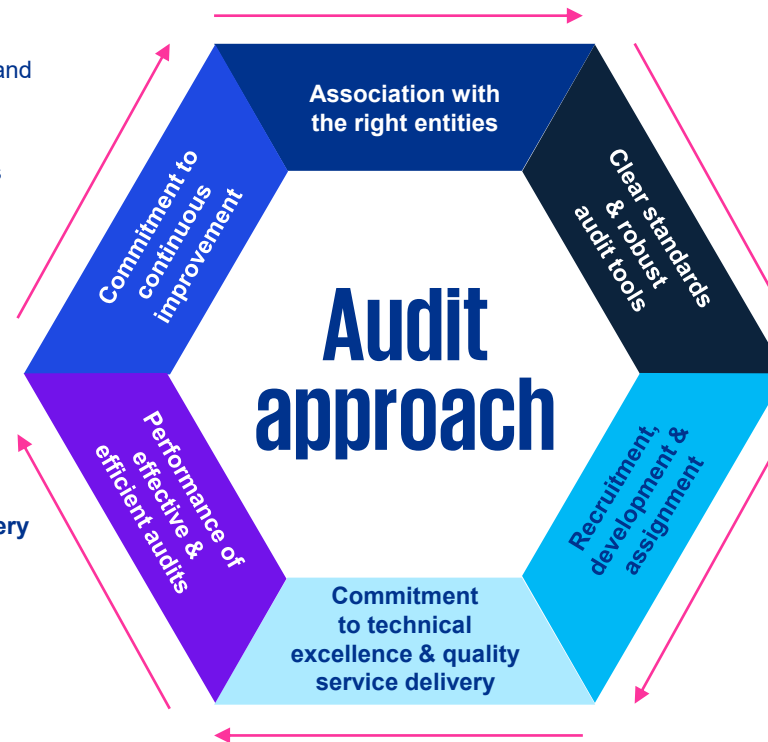 and
s
ery
Association with
the right entities
Clear standards
& robust
audit tools
Recruitment,
development &
assignment
Commitment
to technical
excellence & quality
service delivery
Performance of
effective &
efficient audits
Commitment to
continuous
improvement
Audit
approach